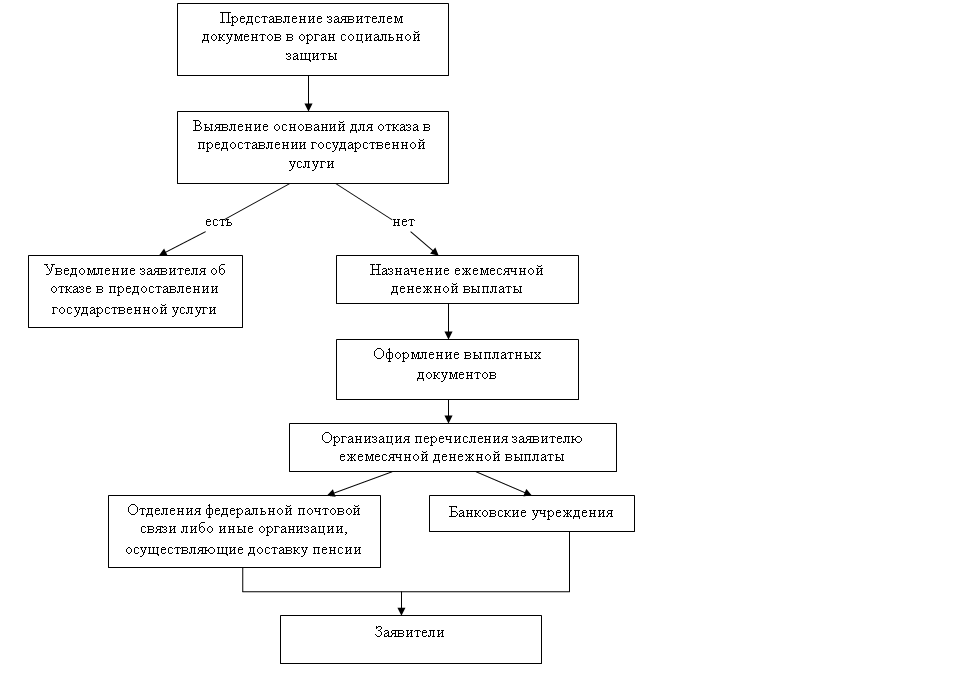 Представление заявителем
документов в орган социальной
защиты
Выявление оснований для отказа в
предоставлении государственной
услуги
есть
нет
Уведомление заявителя об
отказе в предоставлении
государственной услуги
Назначение ежемесячной
денежной выплаты
Оформление выплатных
документов
Организация перечисления заявителю
ежемесячной денежной выплаты
Отделения федеральной почтовой
связи либо иные организации,
осуществляющие доставку пенсии
Банковские учреждения
Заявители